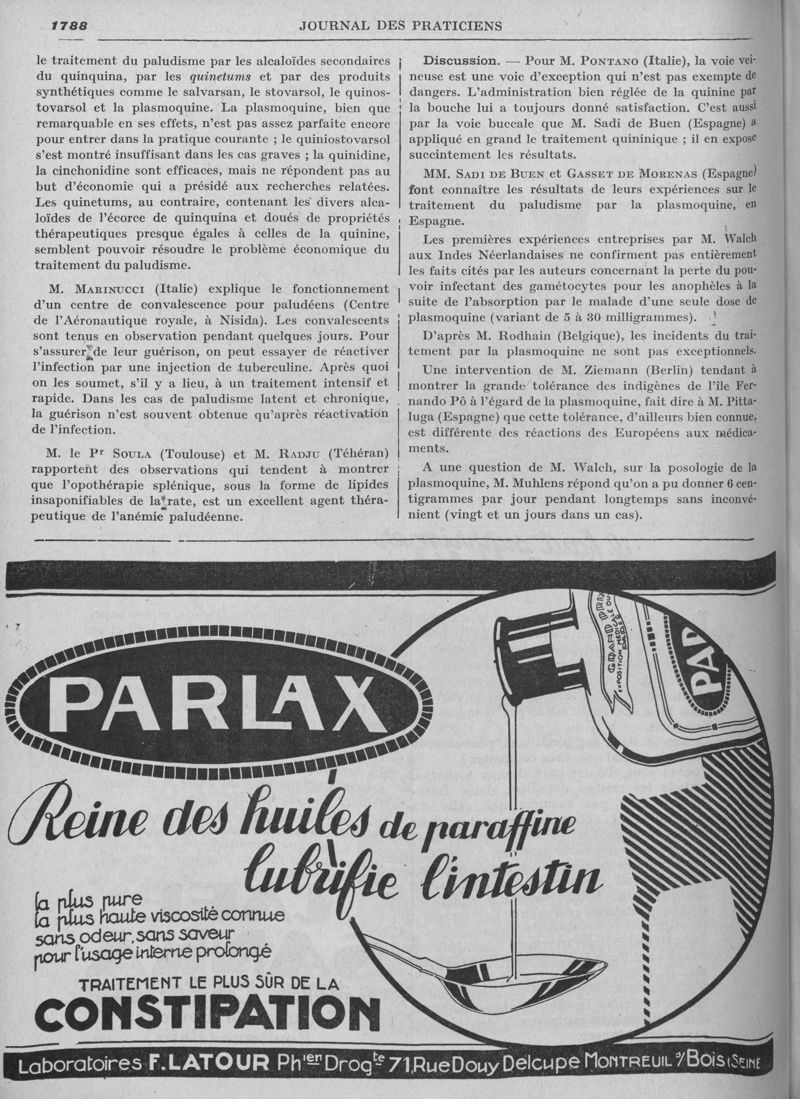 1788
JOURNAL DES PRATICIENS
le traitement du paludisme par les alcaloïdes secondaires
du quinquina, par les quinetums et par des produits
synthétiques comme le salvarsan, le stovarsol, le quinos-
tovarsol et la plasmoquine. La plasmoquine, bien que
remarquable en ses effets, n'est pas assez parfaite encore
pour entrer dans la pratique courante ; le quiniostovarsol
s'est montré insuffisant dans les cas graves ; la quinidine,
la cinchonidine sont efficaces, mais ne répondent pas au
but d'économie qui a présidé aux recherches relatées.
Les quinetums, au contraire, contenant les divers alca-
loïdes de l'écorce de quinquina et doués de propriétés
thérapeutiques presque égales à celles de la quinine,
semblent pouvoir résoudre le problème économique du
traitement du paludisme.
M. MARINUCCI (Italie) explique le fonctionnement
d'un centre de convalescence pour paludéens (Centre
de l'Aéronautique royale, à Nisida). Les convalescents
sont tenus en observation pendant quelques jours. Pour
s'assurer de leur guérison, on peut essayer de réactiver
l'infection par une injection de tuberculine. Après quoi
on les soumet, s'il y a lieu, à un traitement intensif et
rapide. Dans les cas de paludisme latent et chronique,
la guérison n'est souvent obtenue qu'après réactivation
de l'infection.
M. le Pr SOULA (Toulouse) et M. RADJU (Téhéran)
rapportent des observations qui tendent à montrer
que l'opothérapie splénique, sous la forme de lipides
insaponifiables de la rate, est un excellent agent théra-
peutique de l'anémie paludéenne.
Discussion. — Pour M. PONTANO (Italie), la voie vei-
neuse est une voie d'exception qui n'est pas exempte de
dangers. L'administration bien réglée de la quinine par
la bouche lui a toujours donné satisfaction. C'est aussi
par la voie buccale que M. Sadi de Buen (Espagne) a
appliqué en grand le traitement quininique ; il en expose
succintement les résultats.
MM. SADI DE BUEN et GASSET DE MORENAS (Espagne)
font connaître les résultats de leurs expériences sur le
traitement du paludisme par la plasmoquine, en
Espagne.
Les premières expériences entreprises par M. Walch
aux Indes Néerlandaises ne confirment pas entièrement
les faits cités par les auteurs concernant la perte du pou-
voir infectant des gamétocytes pour les anophèles à la
suite de l'absorption par le malade d'une seule dose de
plasmoquine (variant de 5 à 30 milligrammes).
D'après M. Rodhain (Belgique), les incidents du trai-
tement par la plasmoquine ne sont pas exceptionnels.
Une intervention de M. Ziemann (Berlin) tendant à
montrer la grande tolérance des indigènes de l'île Fer-
nando Pô à l'égard de la plasmoquine, fait dire à M. Pitta-
luga (Espagne) que cette tolérance, d'ailleurs bien connue,
est différente des réactions des Européens aux médica-
ments.
A une question de M. Walch, sur la posologie de la
plasmoquine, M. Muhlens répond qu'on a pu donner 6 cen-
tigrammes par jour pendant longtemps sans inconvé-
nient (vingt et un jours dans un cas).
GRAND PRIX
EXPOSITION MÉDICALE
PARIS
PAR
PARLAX
Reine des huiles de paraffine
lubrifie l'intestin
la plus pure
la plus haute viscosité connue
sans odeur, sans saveur
pour l'usage interne prolongé
TRAITEMENT LE PLUS SÛR DE LA
CONSTIPATION
Laboratoires F.LATOUR Phien Drogte 71, Rue Douy Delcupe MONTREUIL s/ Bois (SEINE